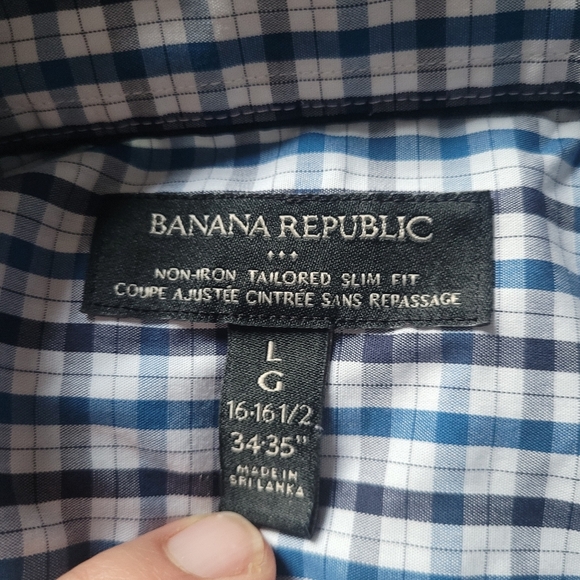 BANANA REPUBLIC
NON-IRON TAILORED SLIM FIT
COUPE AJUSTÉE CINTRÉE SANS REPASSAGE
L
G
16·16 1/2
34·35"
MADE IN
SRI LANKA